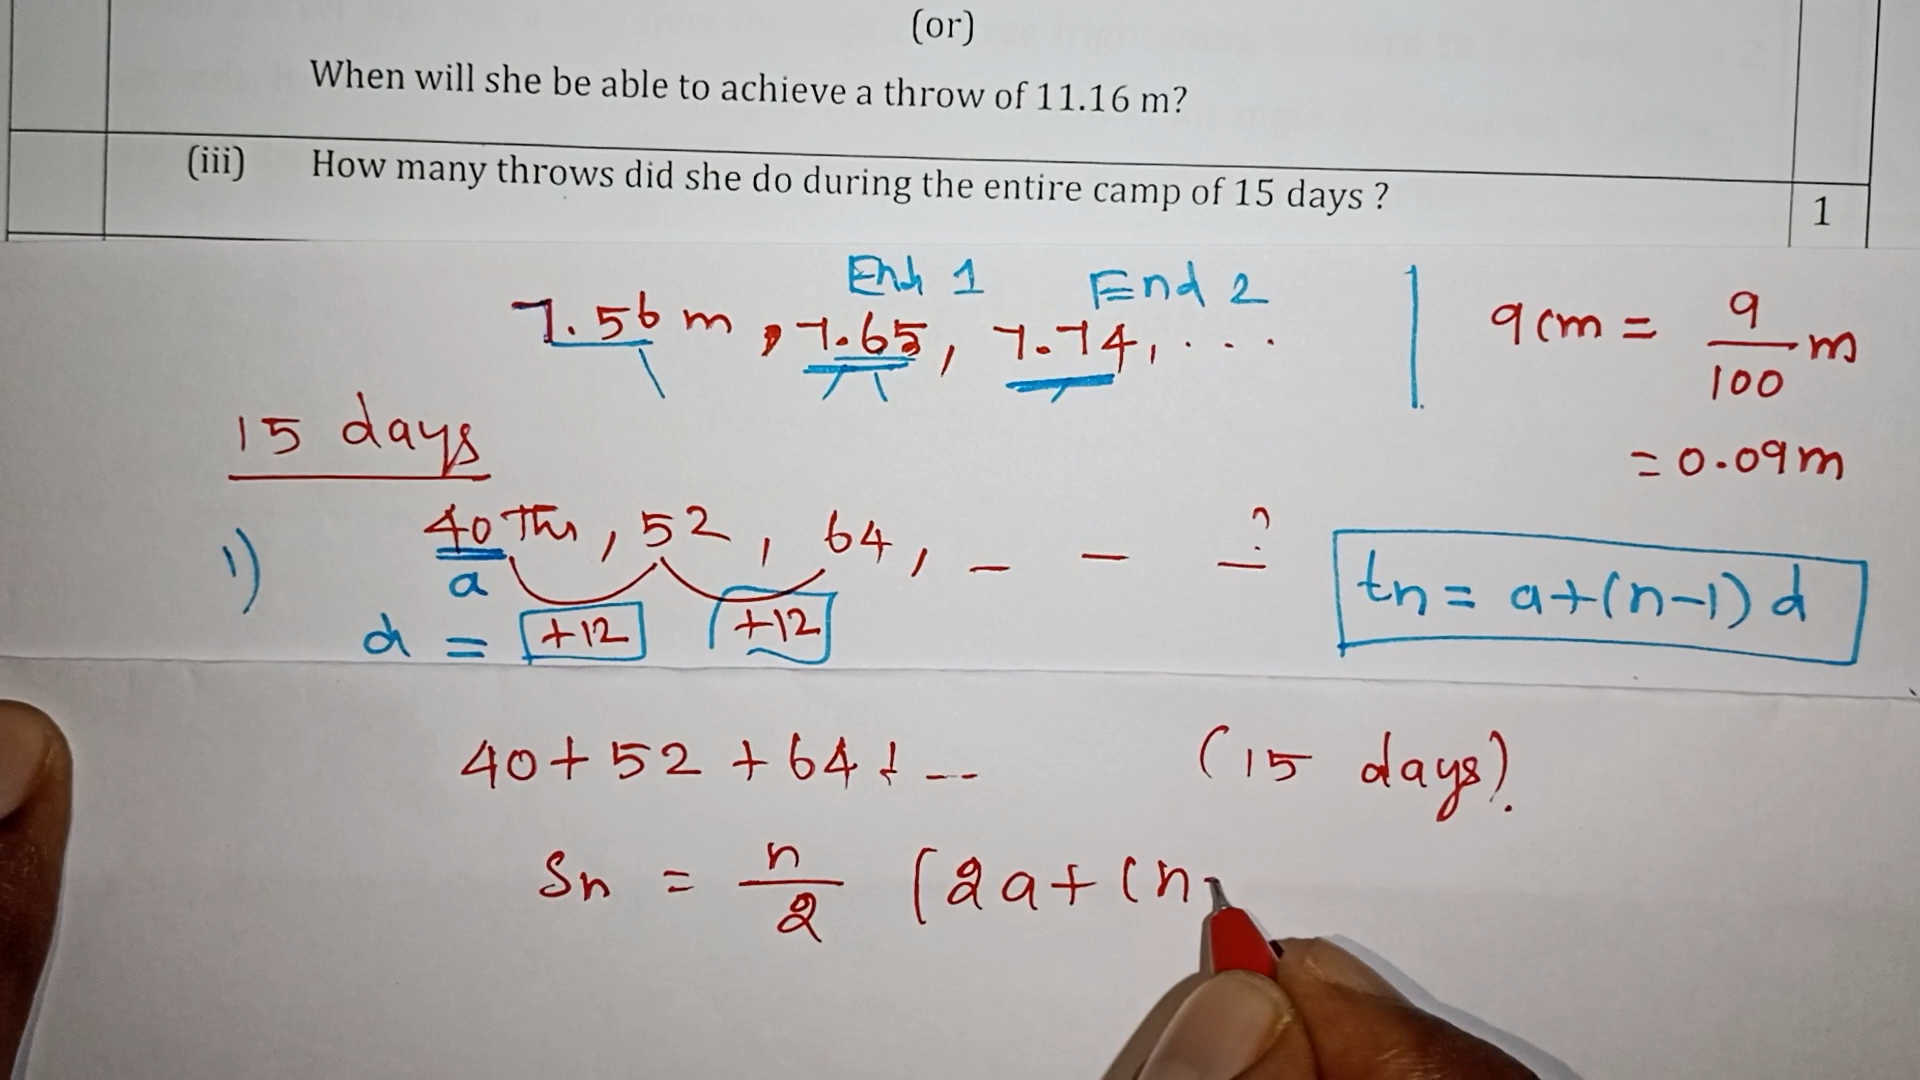 (or)
When will she be able to achieve a throw of 11.16 m?
(iii) How many throws did she do during the entire camp of 15 days ?
1
End 1 End 2
7.56 m , 7.65, 7.74, . . .
9 cm = 9/100 m
= 0.09 m
15 days
1) 40 Ths , 52 , 64 , _ _ _ ?
a
d = +12 +12
tn = a+(n-1) d
40 + 52 + 64 + --- (15 days).
Sn = n/2 [2a+(n-